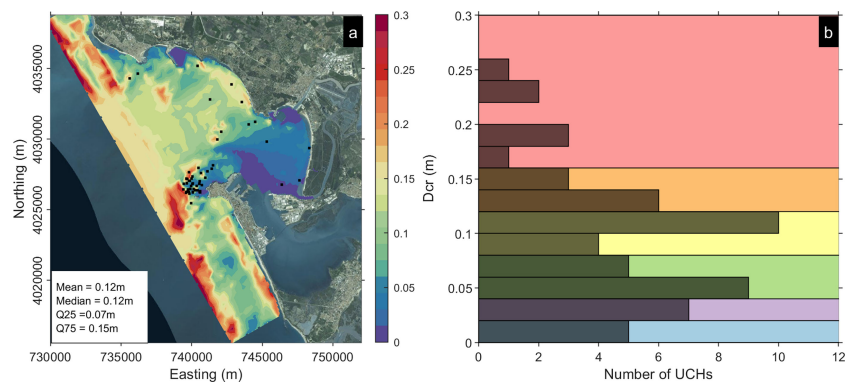 a
4035000
4030000
4025000
4020000
Northing (m)
Mean = 0.12m
Median = 0.12m
Q25 =0.07m
Q75 = 0.15m
730000 735000 740000 745000 750000
Easting (m)
0.3
0.25
0.2
0.15
0.1
0.05
0
b
0.3
0.25
0.2
0.15
0.1
0.05
0
Dcr (m)
0 2 4 6 8 10 12
Number of UCHs